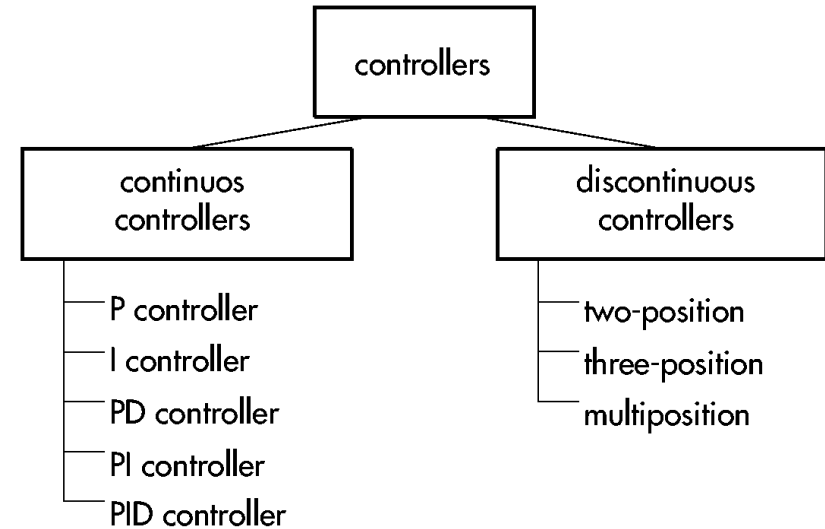 controllers
continuos
controllers
P controller
I controller
PD controller
PI controller
PID controller
discontinuous
controllers
two-position
three-position
multiposition